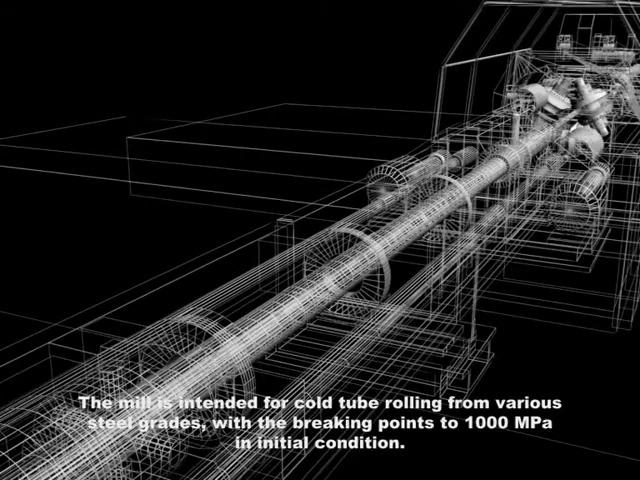 The mill is intended for cold tube rolling from various
steel grades, with the breaking points to 1000 MPa
in initial condition.